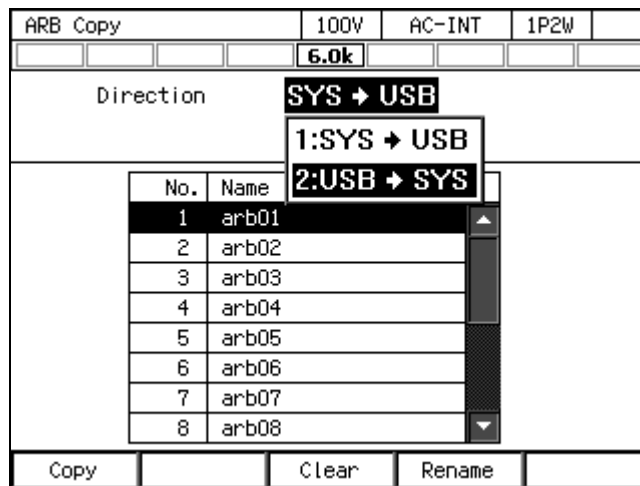 ARB Copy 100V AC-INT 1P2W
6.0k
Direction SYS → USB
1:SYS → USB
2:USB → SYS
No. Name
1 arb01
2 arb02
3 arb03
4 arb04
5 arb05
6 arb06
7 arb07
8 arb08
Copy Clear Rename